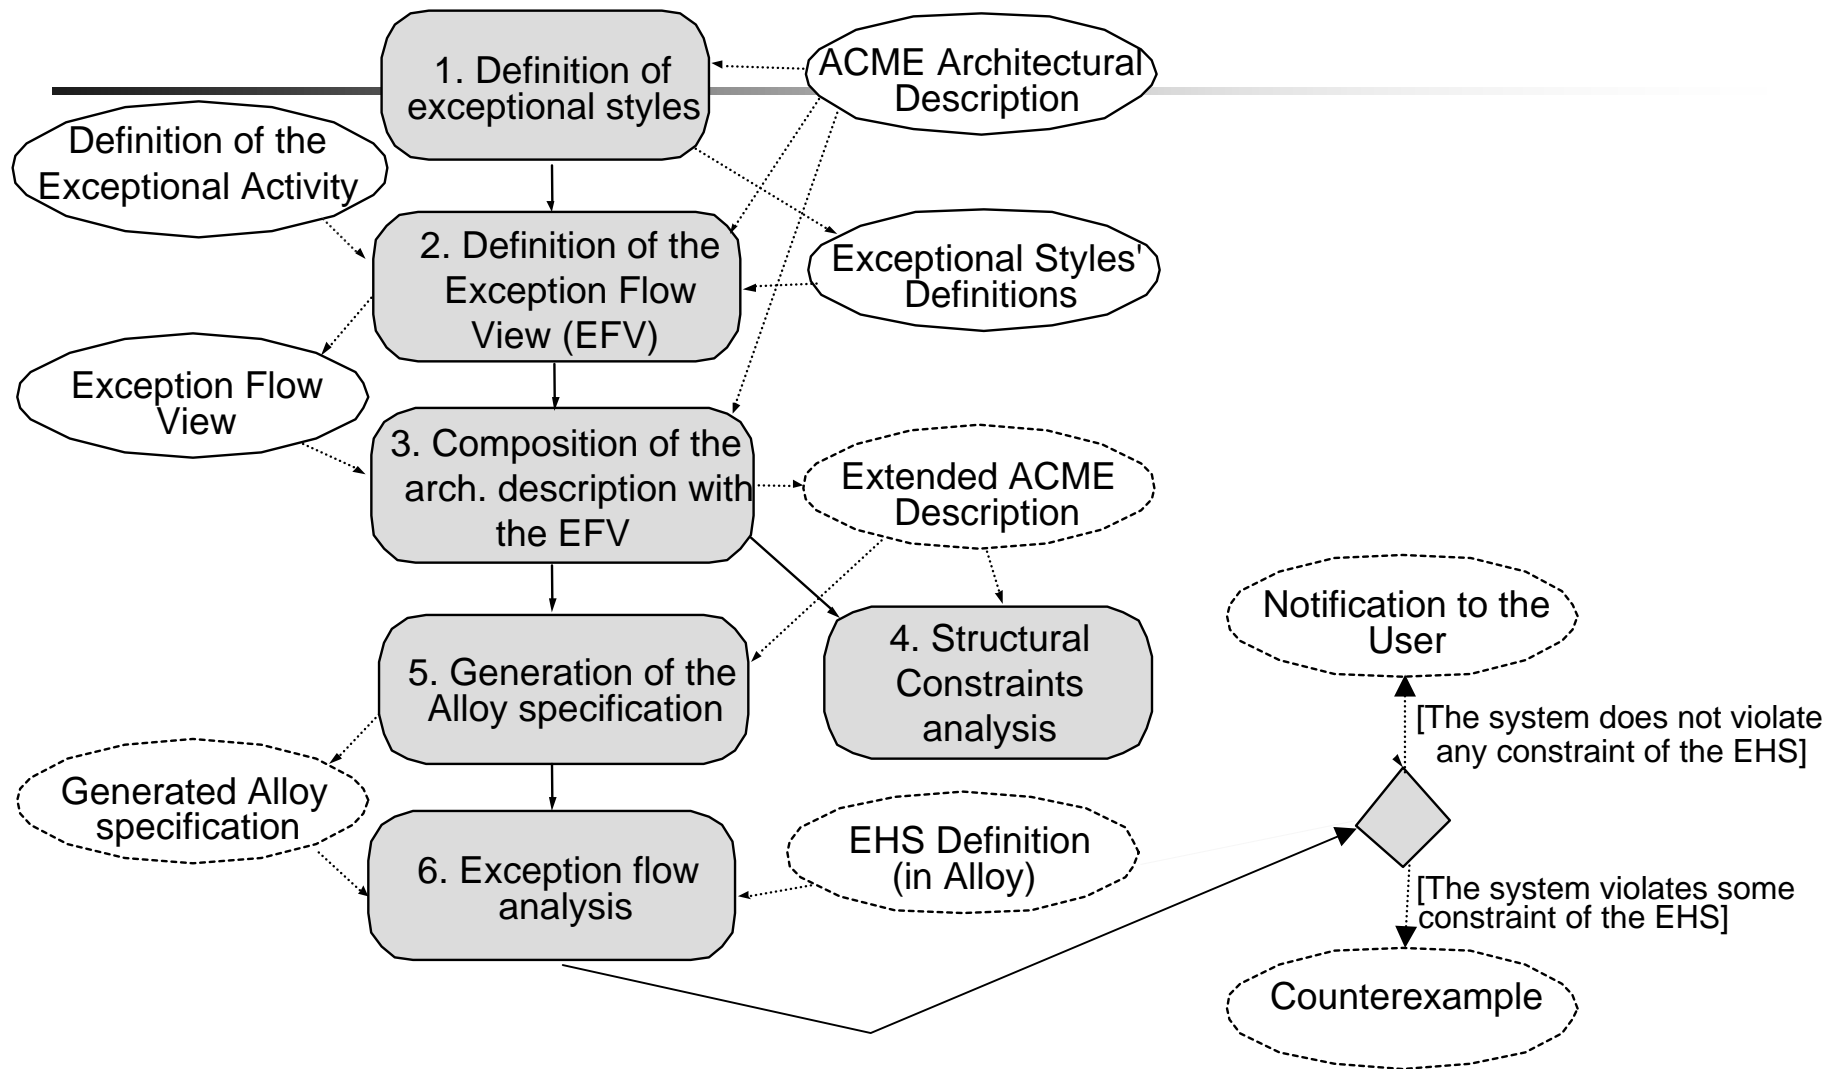 1. Definition of
exceptional styles
ACME Architectural
Description
Definition of the
Exceptional Activity
2. Definition of the
Exception Flow
View (EFV)
Exceptional Styles'
Definitions
Exception Flow
View
3. Composition of the
arch. description with
the EFV
Extended ACME
Description
4. Structural
Constraints
analysis
5. Generation of the
Alloy specification
Generated Alloy
specification
6. Exception flow
analysis
EHS Definition
(in Alloy)
Notification to the
User
[The system does not violate
any constraint of the EHS]
[The system violates some
constraint of the EHS]
Counterexample